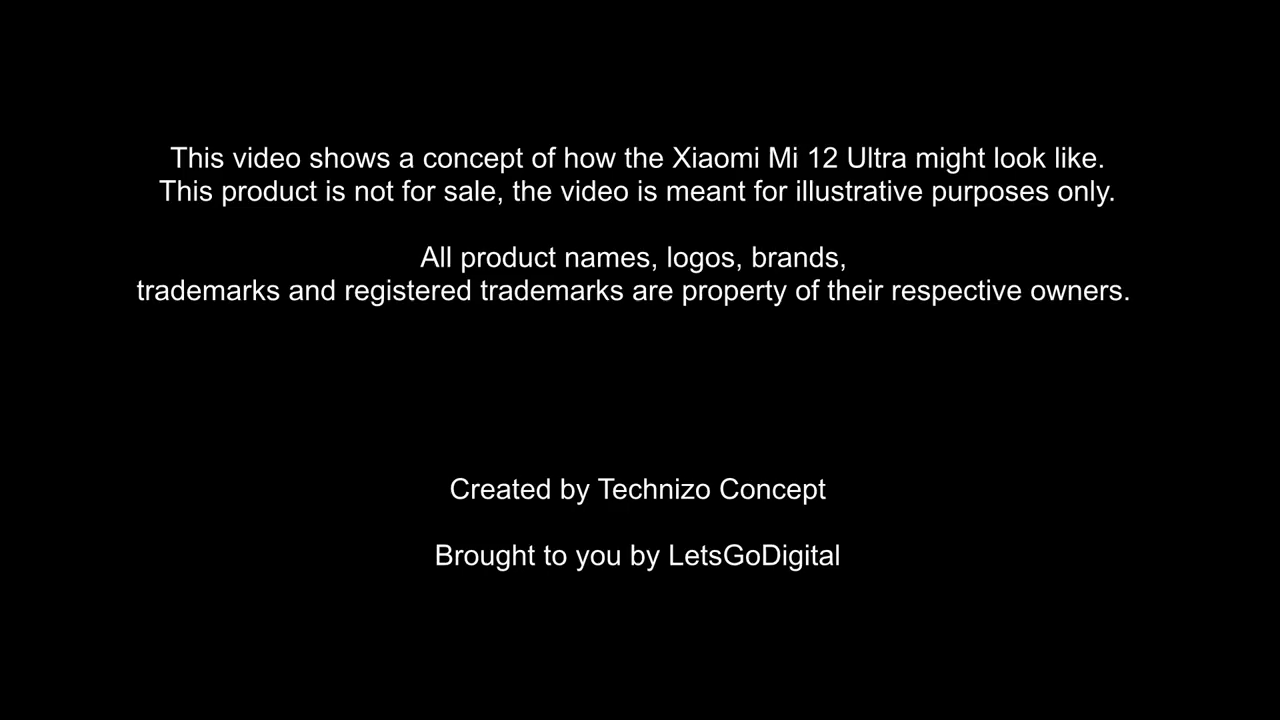 This video shows a concept of how the Xiaomi Mi 12 Ultra might look like.
This product is not for sale, the video is meant for illustrative purposes only.
All product names, logos, brands,
trademarks and registered trademarks are property of their respective owners.
Created by Technizo Concept
Brought to you by LetsGoDigital